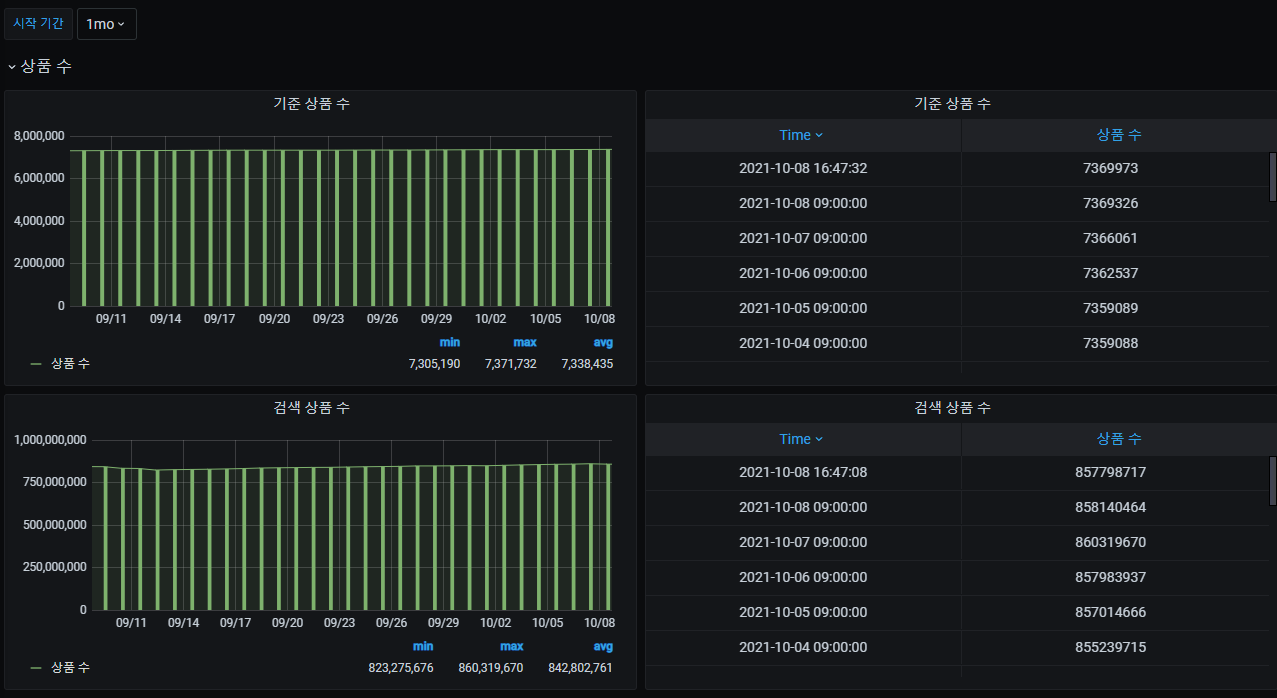 시작 기간 1mo
상품 수
기준 상품 수
8,000,000
6,000,000
4,000,000
2,000,000
0
09/11 09/14 09/17 09/20 09/23 09/26 09/29 10/02 10/05 10/08
min max avg
상품 수 7,305,190 7,371,732 7,338,435
기준 상품 수
Time 상품 수
2021-10-08 16:47:32 7369973
2021-10-08 09:00:00 7369326
2021-10-07 09:00:00 7366061
2021-10-06 09:00:00 7362537
2021-10-05 09:00:00 7359089
2021-10-04 09:00:00 7359088
검색 상품 수
1,000,000,000
750,000,000
500,000,000
250,000,000
0
09/11 09/14 09/17 09/20 09/23 09/26 09/29 10/02 10/05 10/08
min max avg
상품 수 823,275,676 860,319,670 842,802,761
검색 상품 수
Time 상품 수
2021-10-08 16:47:08 857798717
2021-10-08 09:00:00 858140464
2021-10-07 09:00:00 860319670
2021-10-06 09:00:00 857983937
2021-10-05 09:00:00 857014666
2021-10-04 09:00:00 855239715